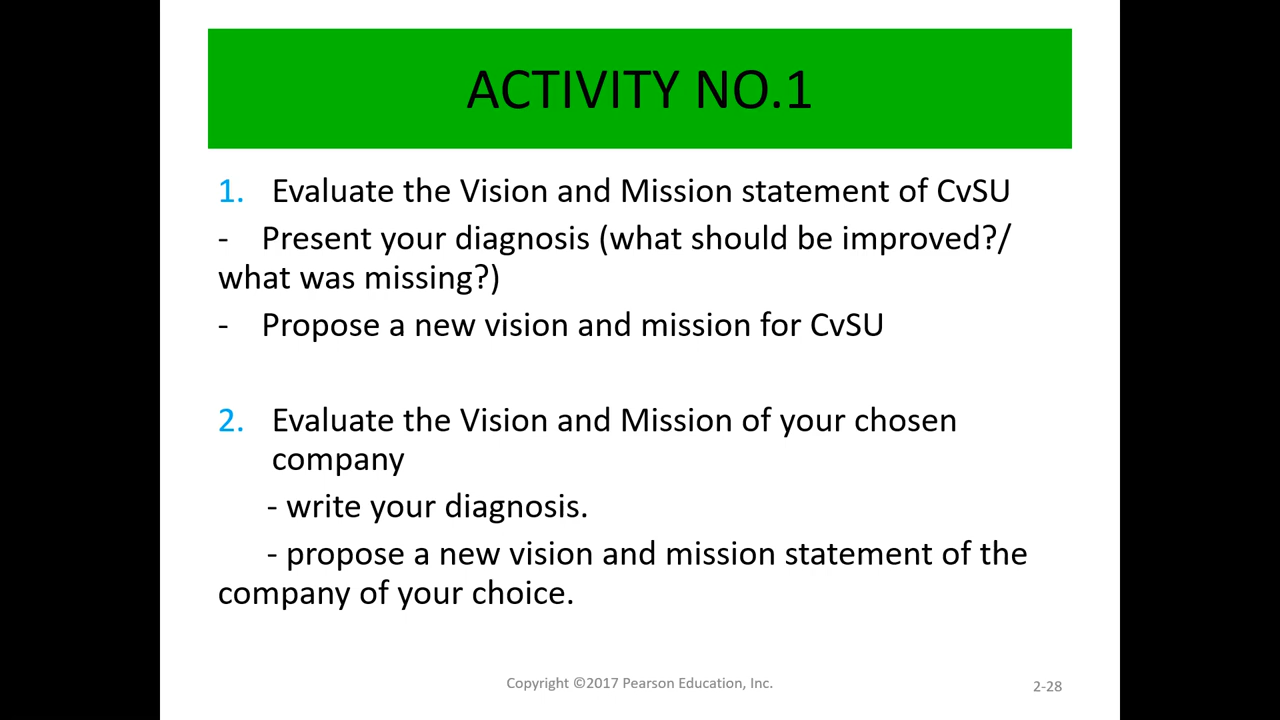 ACTIVITY NO.1
1. Evaluate the Vision and Mission statement of CvSU
- Present your diagnosis (what should be improved?/
what was missing?)
- Propose a new vision and mission for CvSU
2. Evaluate the Vision and Mission of your chosen
company
- write your diagnosis.
- propose a new vision and mission statement of the
company of your choice.
Copyright ©2017 Pearson Education, Inc.
2-28